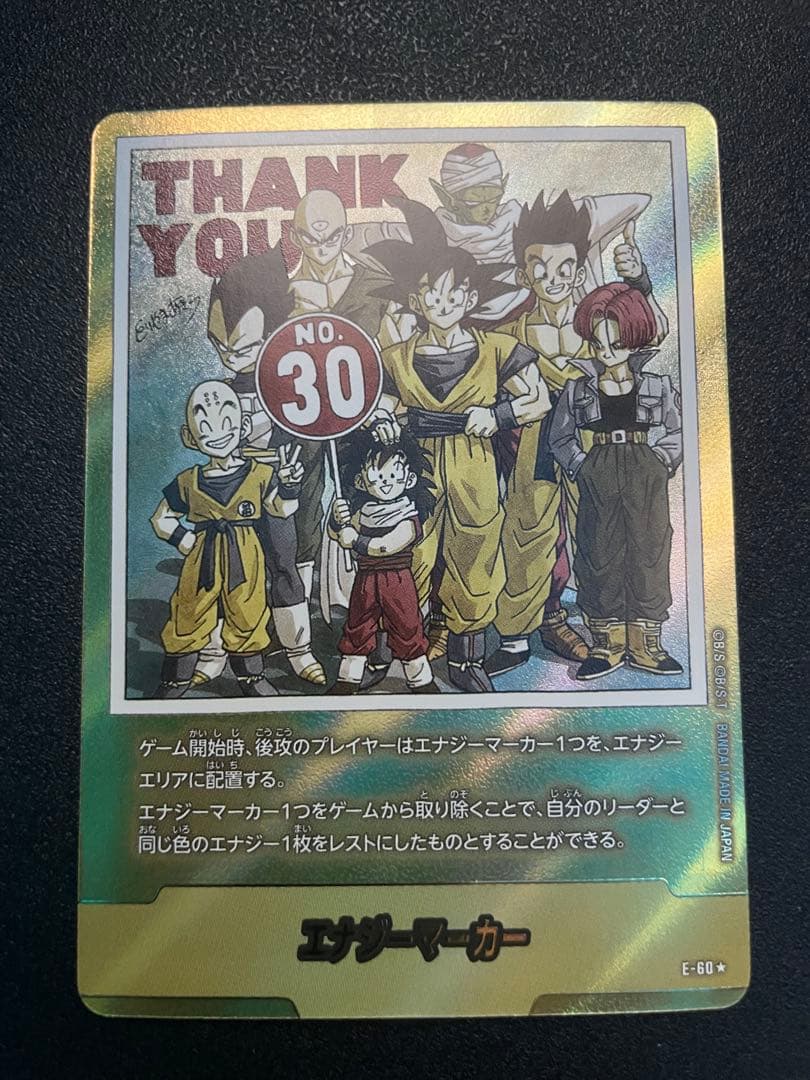 THANK
YOU
NO.
30
ゲーム開始時、後攻のプレイヤーはエナジーマーカー1つを、エナジー
エリアに配置する。
エナジーマーカー1つをゲームから取り除くことで、自分のリーダーと
同じ色のエナジー1枚をレストにしたものとすることができる。
©B/S ©B/S T BANDAI MADE IN JAPAN
エナジーマーカー
E-60★